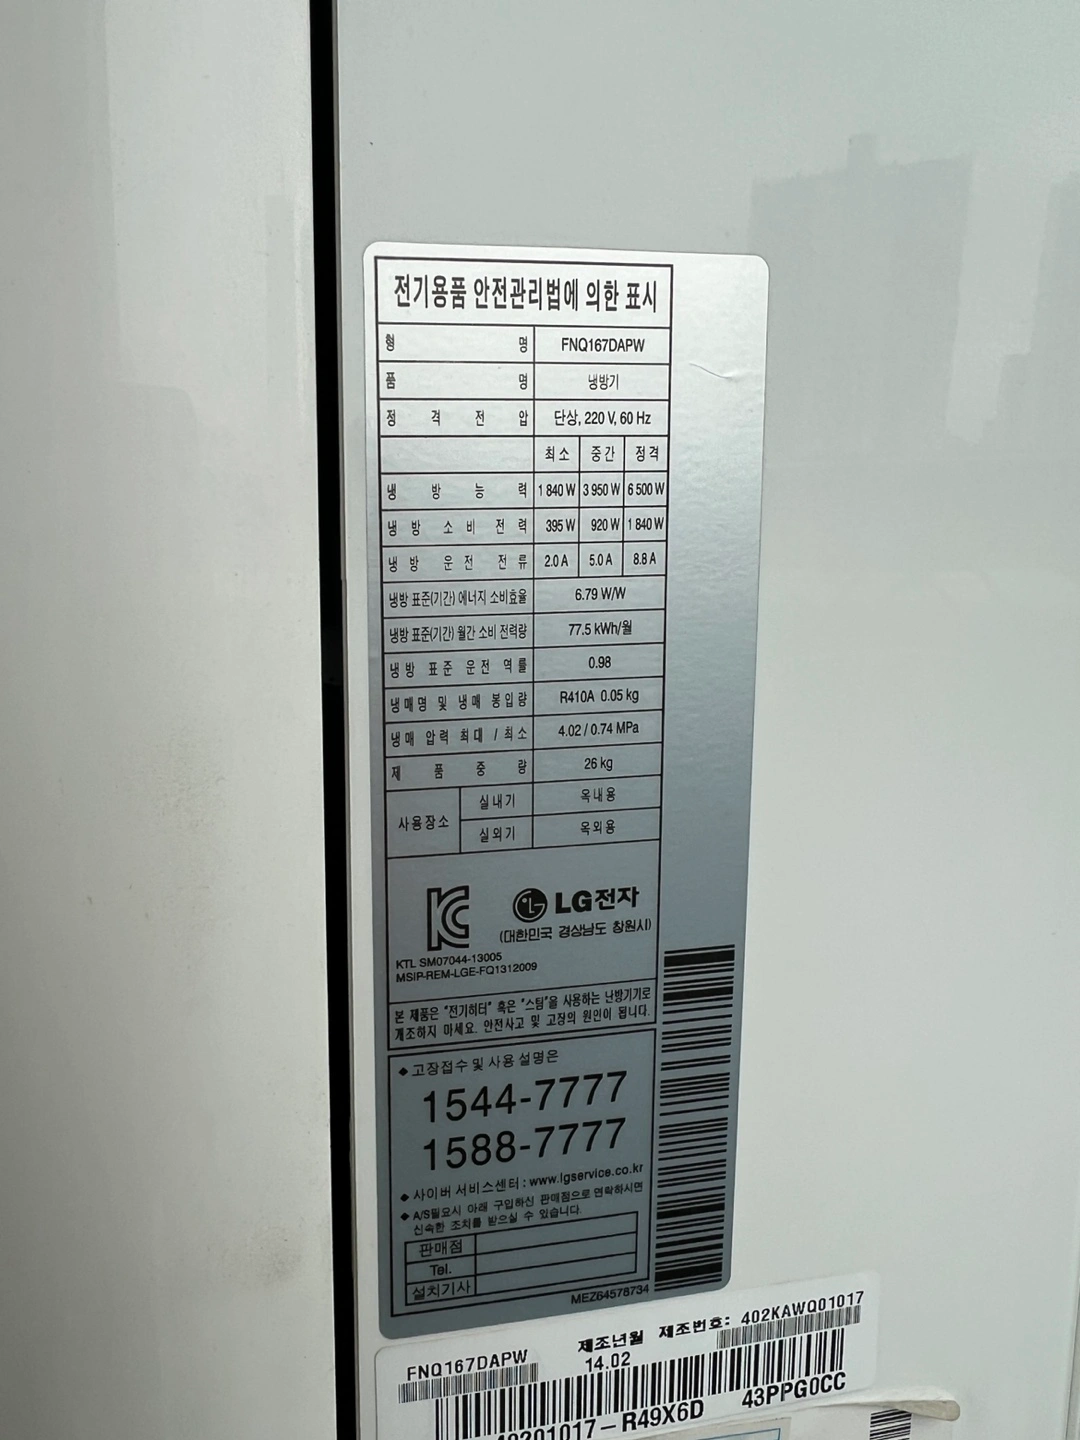 전기용품 안전관리법에 의한 표시
형 명 FNQ167DAPW
품 명 냉방기
정 격 전 압 단상, 220 V, 60 Hz
최소 중간 정격
냉 방 능 력 1 840 W 3 950 W 6 500 W
냉 방 소 비 전 력 395 W 920 W 1 840 W
냉 방 운 전 전 류 2.0 A 5.0 A 8.8 A
냉방 표준(기간) 에너지 소비효율 6.79 W/W
냉방 표준(기간) 월간 소비 전력량 77.5 kWh/월
냉 방 표 준 운 전 역 률 0.98
냉매명 및 냉매 봉입량 R410A 0.05 kg
냉매 압력 최대 / 최소 4.02 / 0.74 MPa
제 품 중 량 26 kg
사용장소 실내기 옥내용
실외기 옥외용
KC LG전자
(대한민국 경상남도 창원시)
KTL SM07044-13005
MSIP-REM-LGE-FQ1312009
본 제품은 "전기히터" 혹은 "스팀"을 사용하는 난방기기로
개조하지 마세요. 안전사고 및 고장의 원인이 됩니다.
◆ 고장접수 및 사용 설명은
1544-7777
1588-7777
◆ 사이버 서비스센터 : www.lgservice.co.kr
◆ A/S필요시 아래 구입하신 판매점으로 연락하시면
신속한 조치를 받으실 수 있습니다.
판매점
Tel.
설치기사
MEZ64578734
FNQ167DAPW 제조년월 제조번호: 402KAWQ01017
14.02
40201017-R49X6D 43PPG0CC